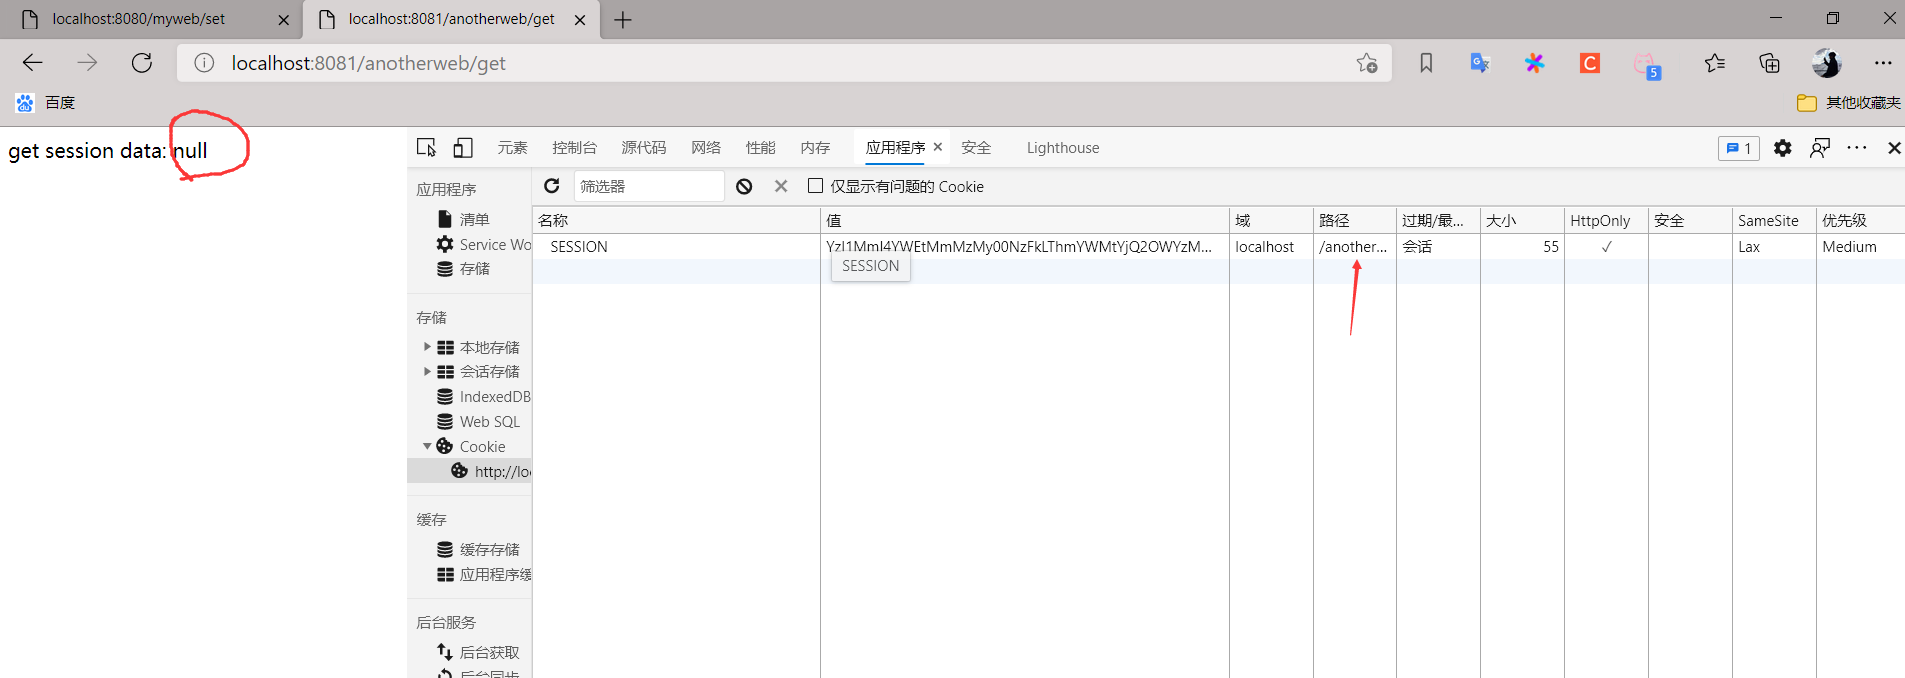 localhost:8080/myweb/set
localhost:8081/anotherweb/get
localhost:8081/anotherweb/get
C
5
百度
其他收藏夹
get session data: null
元素 控制台 源代码 网络 性能 内存 应用程序 安全 Lighthouse
1
应用程序
筛选器
仅显示有问题的 Cookie
名称 值 域 路径 过期/最... 大小 HttpOnly 安全 SameSite 优先级
SESSION localhost /another... 会话 55 ✓ Lax Medium
SESSION
清单
Service Wo
存储
存储
本地存储
会话存储
IndexedDB
Web SQL
Cookie
http://lo
缓存
缓存存储
应用程序缓
后台服务
后台获取
后台同步